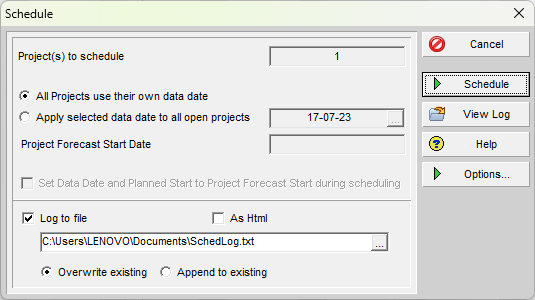 Schedule
Project(s) to schedule
1
Cancel
All Projects use their own data date
Schedule
Apply selected data date to all open projects
17-07-23
...
View Log
Project Forecast Start Date
Help
Set Data Date and Planned Start to Project Forecast Start during scheduling
Options...
Log to file
As Html
C:\Users\LENOVO\Documents\SchedLog.txt
...
Overwrite existing
Append to existing